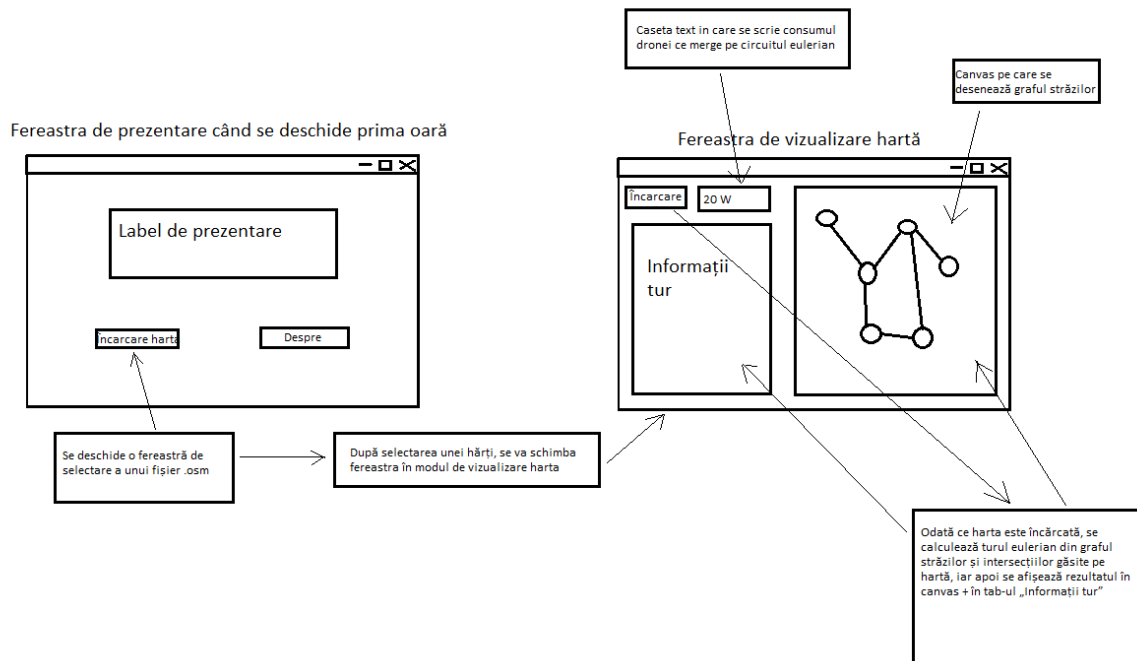 Caseta text in care se scrie consumul
dronei ce merge pe circuitul eulerian
Canvas pe care se
desenează graful străzilor
Fereastra de prezentare când se deschide prima oară
Fereastra de vizualizare hartă
Label de prezentare
Încarcare harta
Despre
Încarcare
20 W
Informații
tur
Se deschide o fereastră de
selectare a unui fișier .osm
După selectarea unei hărți, se va schimba
fereastra în modul de vizualizare harta
Odată ce harta este încărcată, se
calculează turul eulerian din graful
străzilor și intersecțiilor găsite pe
hartă, iar apoi se afișează rezultatul în
canvas + în tab-ul „Informații tur”